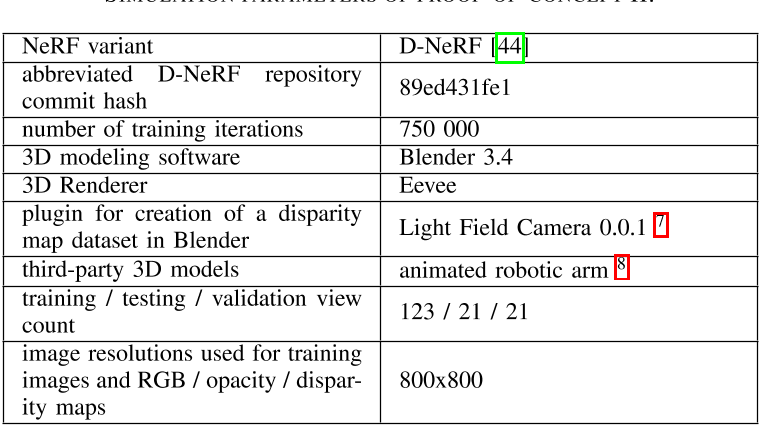 SIMULATION PARAMETERS OF PROOF-OF-CONCEPT II.
NeRF variant
D-NeRF [44]
abbreviated D-NeRF repository
commit hash
89ed431fe1
number of training iterations
750 000
3D modeling software
Blender 3.4
3D Renderer
Eevee
plugin for creation of a disparity
map dataset in Blender
Light Field Camera 0.0.1 7
third-party 3D models
animated robotic arm 8
training / testing / validation view
count
123 / 21 / 21
image resolutions used for training
images and RGB / opacity / dispar-
ity maps
800x800